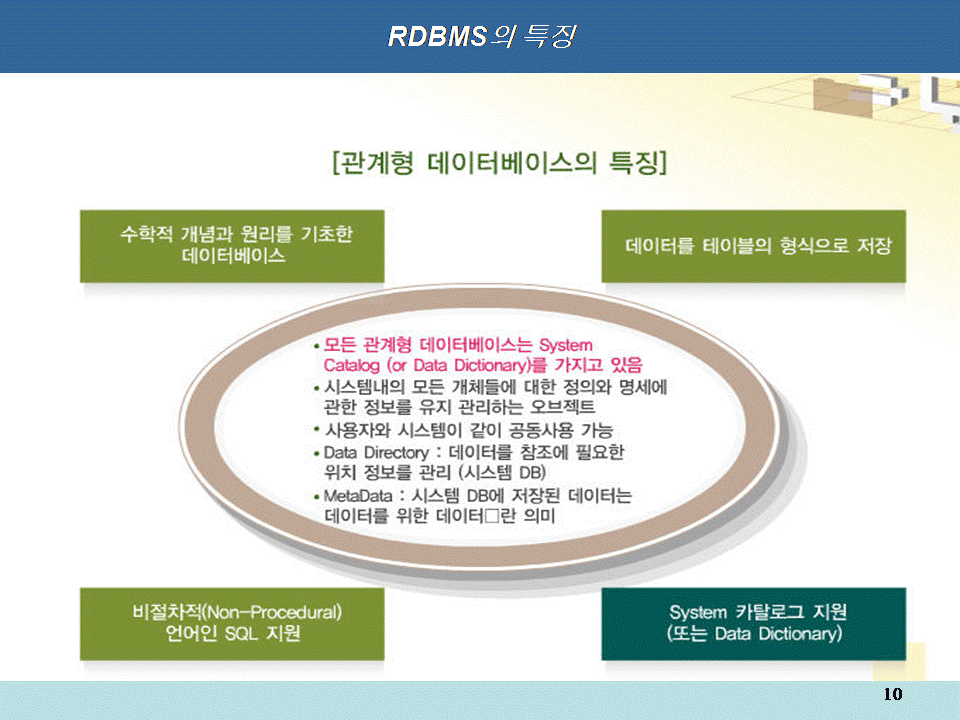 RDBMS의 특징
[관계형 데이터베이스의 특징]
수학적 개념과 원리를 기초한
데이터베이스
데이터를 테이블의 형식으로 저장
• 모든 관계형 데이터베이스는 System
Catalog (or Data Dictionary)를 가지고 있음
• 시스템내의 모든 개체들에 대한 정의와 명세에
관한 정보를 유지 관리하는 오브젝트
• 사용자와 시스템이 같이 공동사용 가능
• Data Directory : 데이터를 참조에 필요한
위치 정보를 관리 (시스템 DB)
• MetaData : 시스템 DB에 저장된 데이터는
데이터를 위한 데이터□란 의미
비절차적(Non-Procedural)
언어인 SQL 지원
System 카탈로그 지원
(또는 Data Dictionary)
10